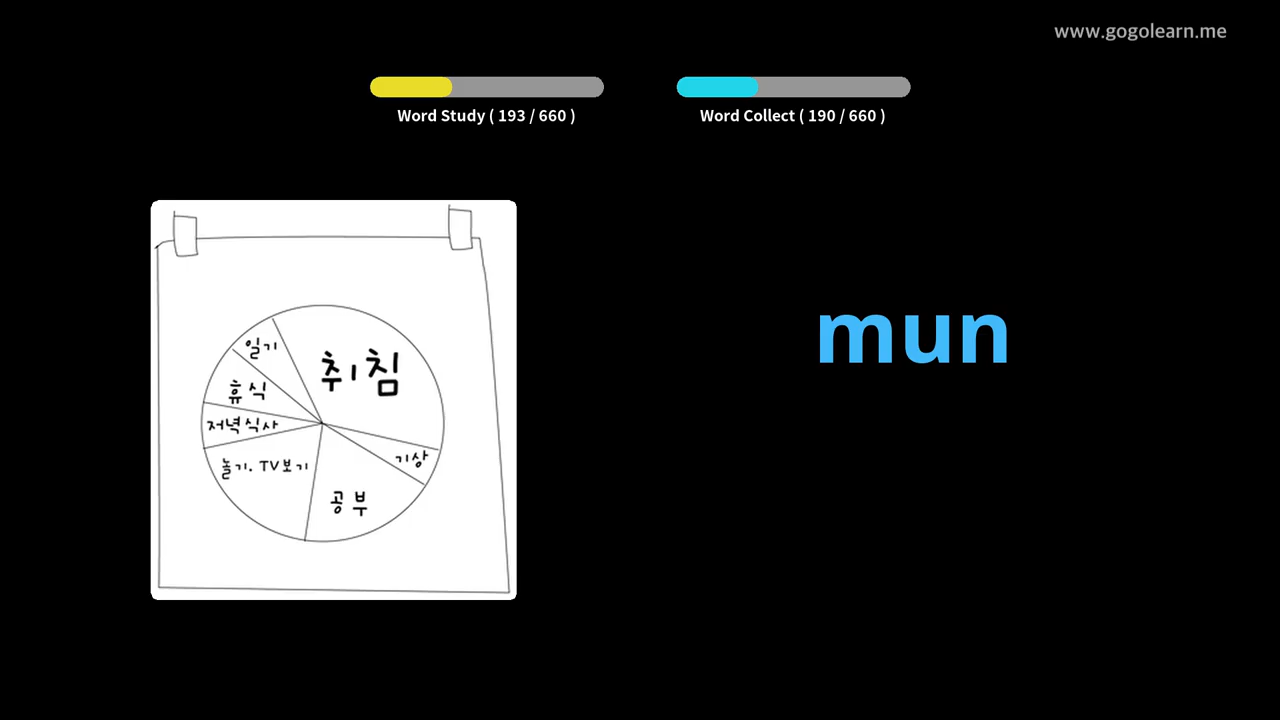 www.gogolearn.me
Word Study ( 193 / 660 )
Word Collect ( 190 / 660 )
일기
취침
휴식
저녁식사
놀기. TV보기
기상
공부
mun